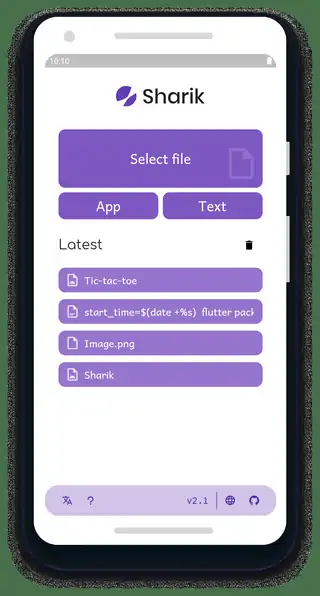 10:10
Sharik
Select file
App
Text
Latest
Tic-tac-toe
start_time=$(date +%s) flutter pack
Image.png
Sharik
? v2.1